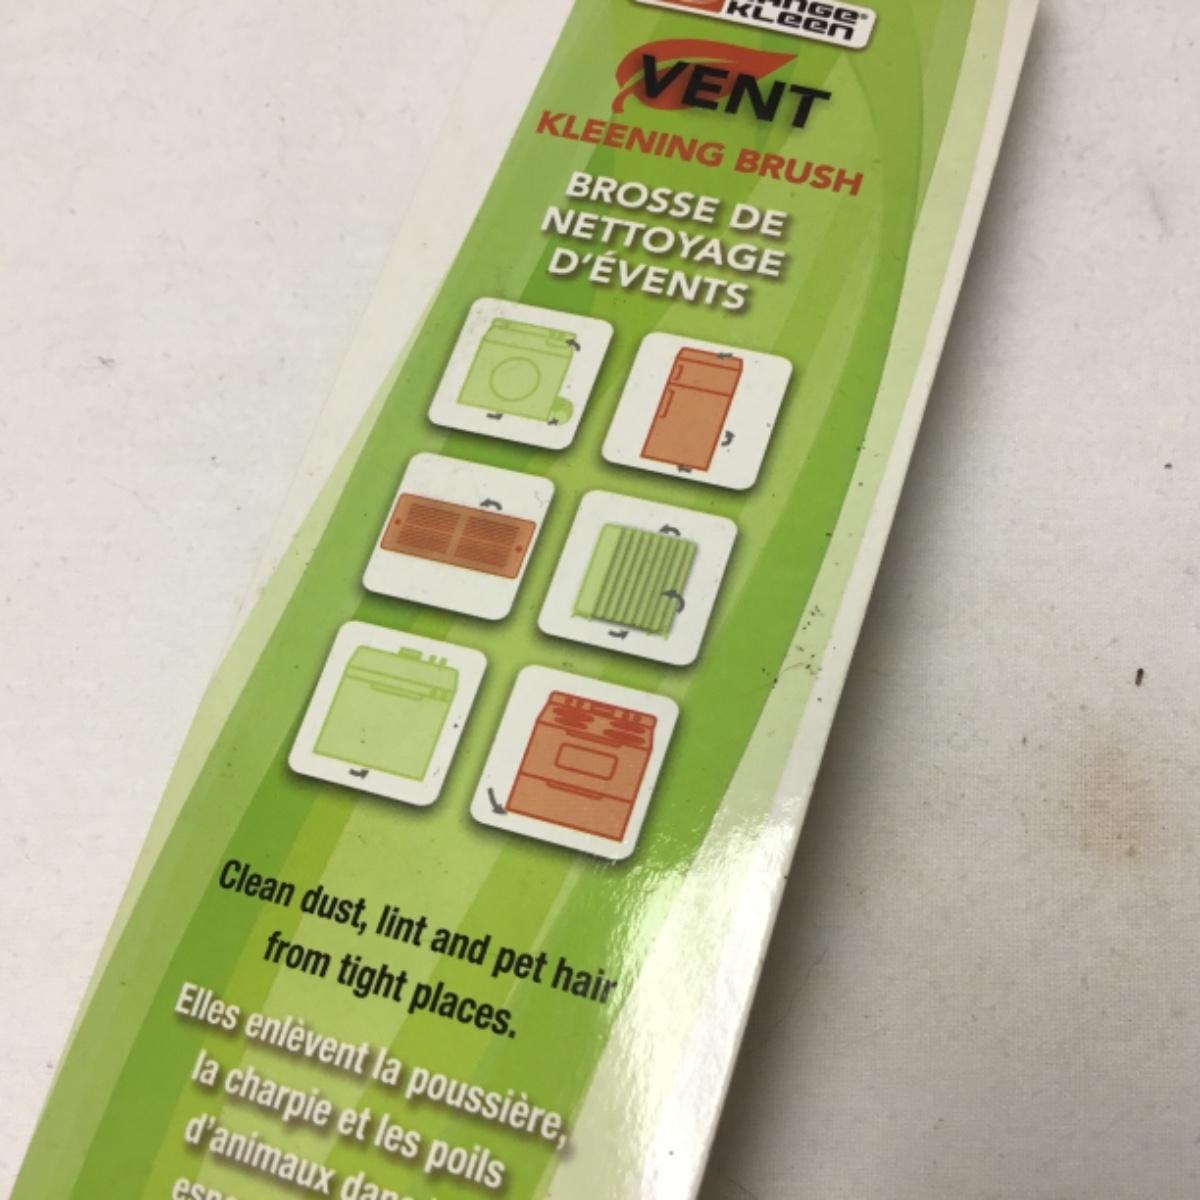 KLEEN®
VENT
KLEENING BRUSH
BROSSE DE
NETTOYAGE
D'ÉVENTS
Clean dust, lint and pet hair
from tight places.
Elles enlèvent la poussière,
la charpie et les poils
d'animaux